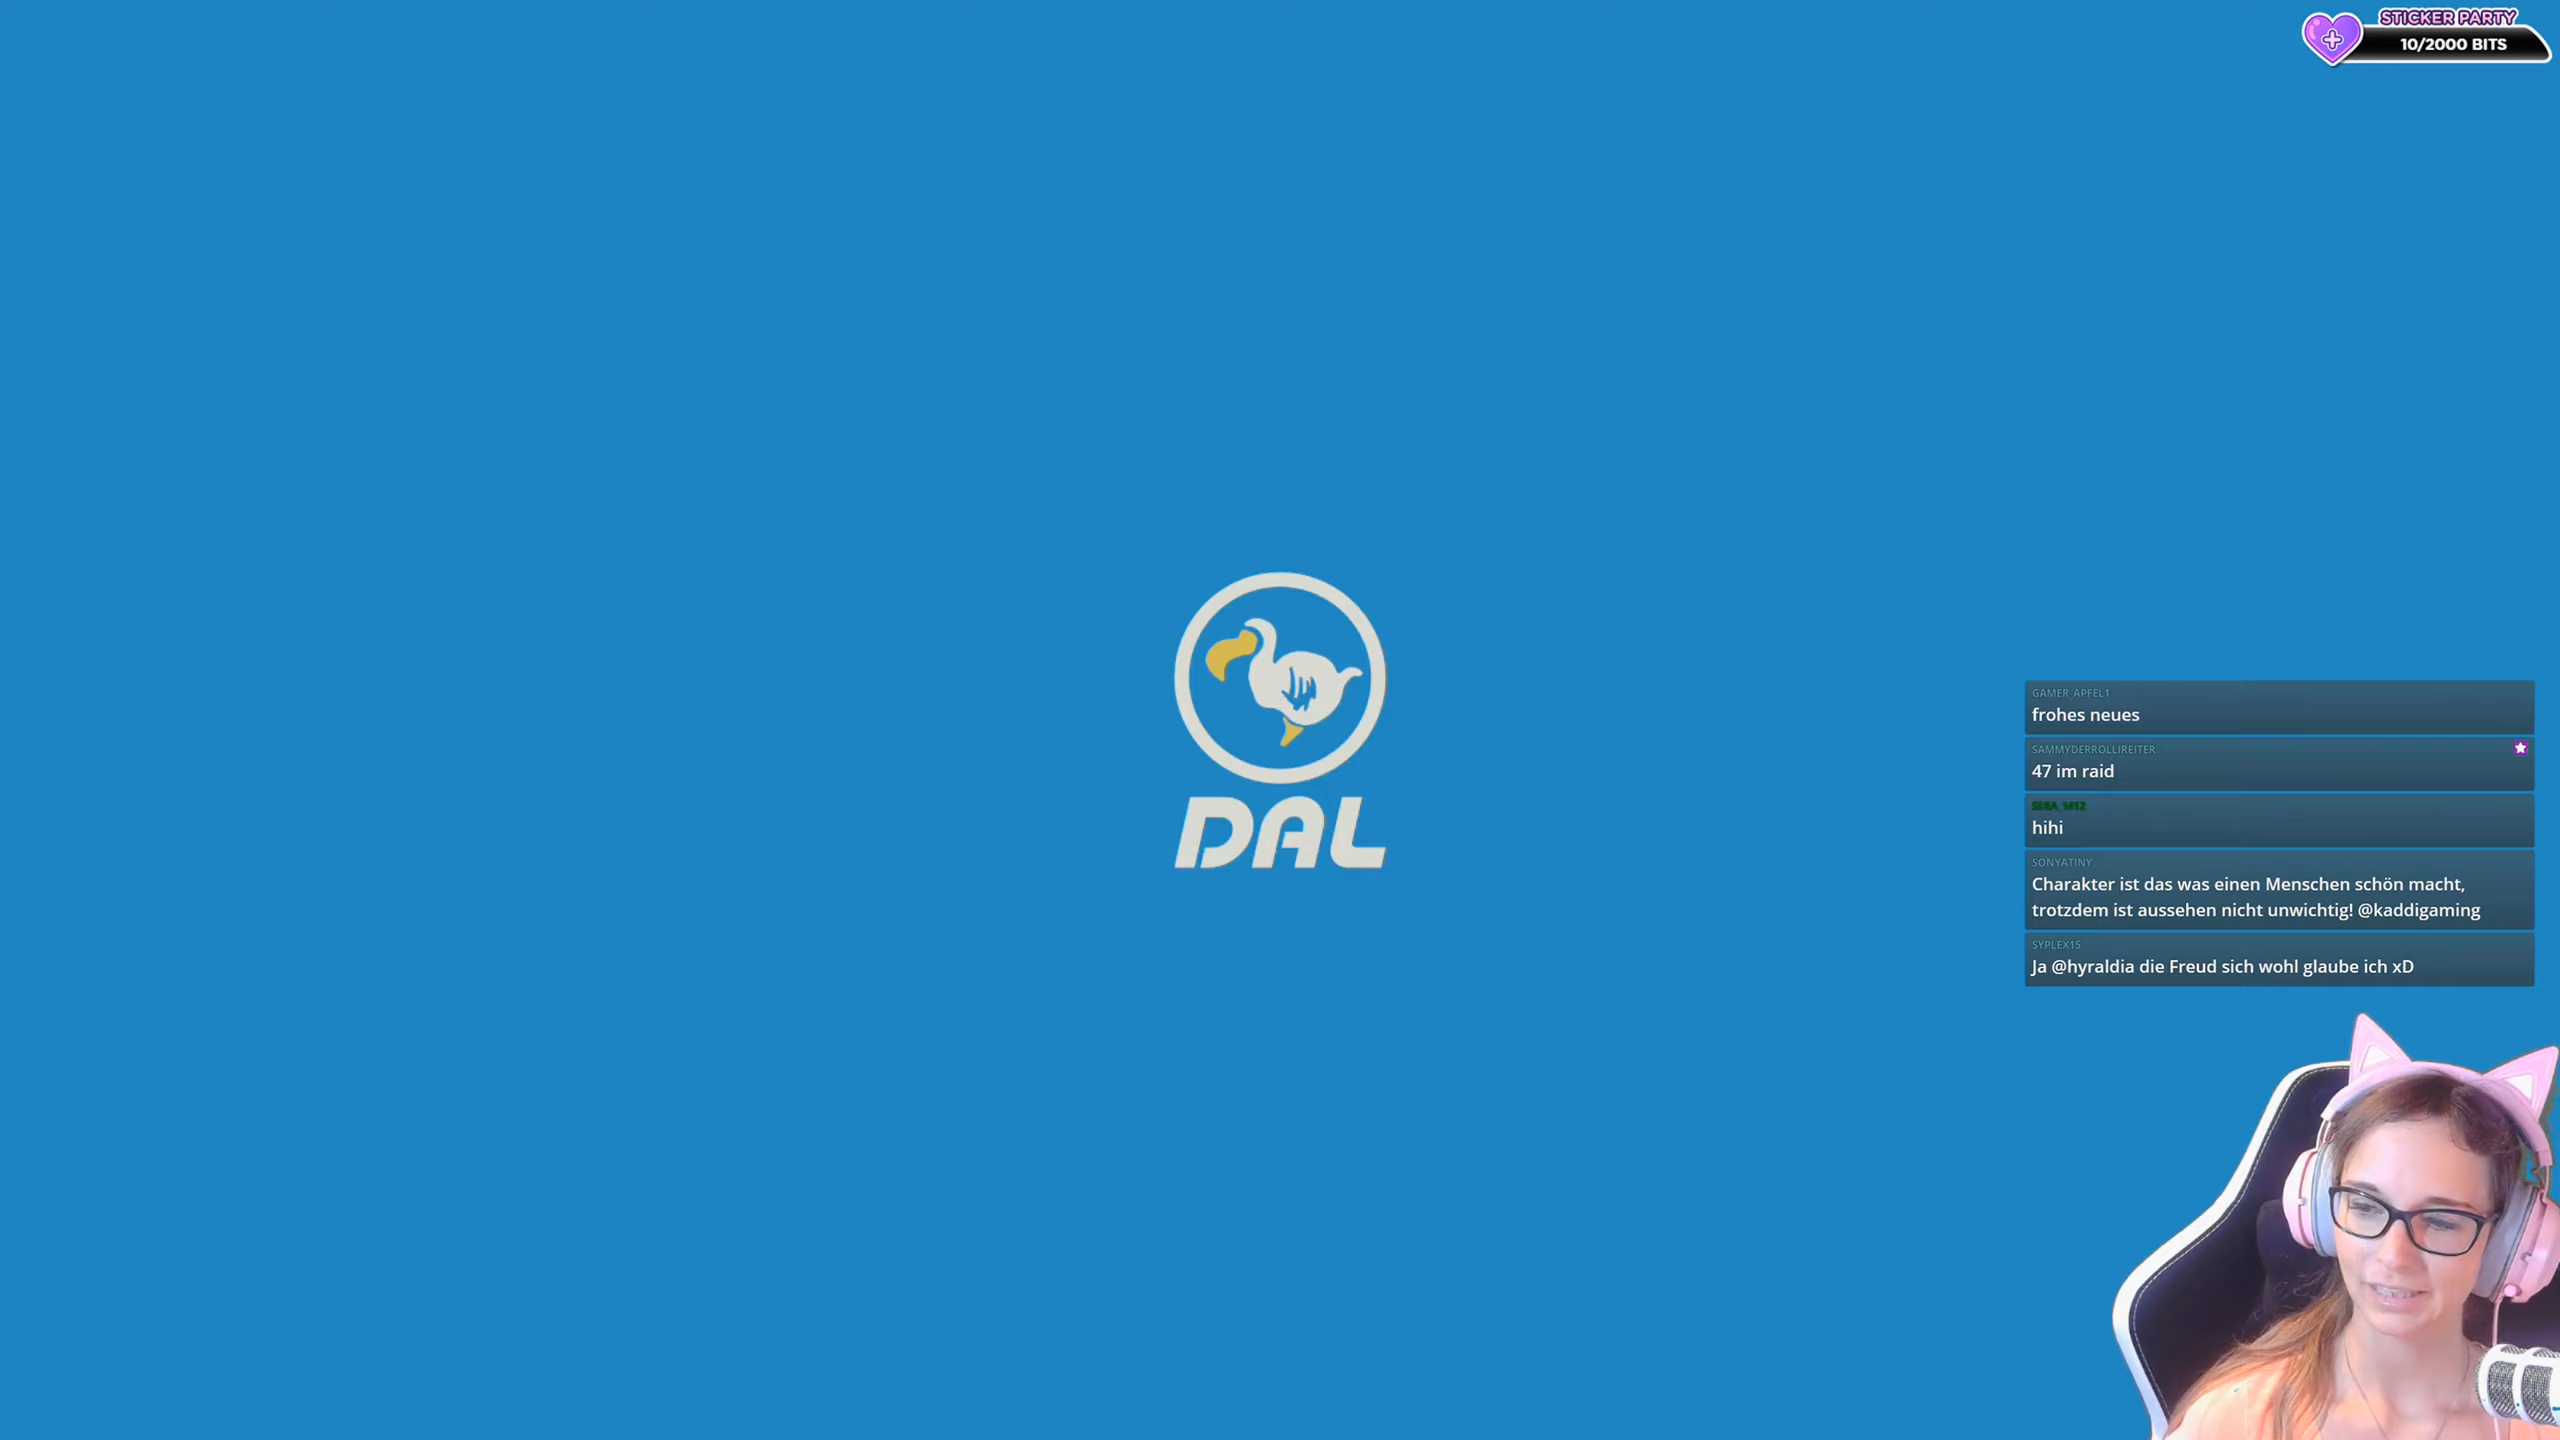 STICKER PARTY
10/2000 BITS
DAL
GAMER_APFEL1
frohes neues
SAMMYDERROLLIREITER
47 im raid
SEBA_1412
hihi
SONYATINY
Charakter ist das was einen Menschen schön macht,
trotzdem ist aussehen nicht unwichtig! @kaddigaming
SYPLEX15
Ja @hyraldia die Freud sich wohl glaube ich xD